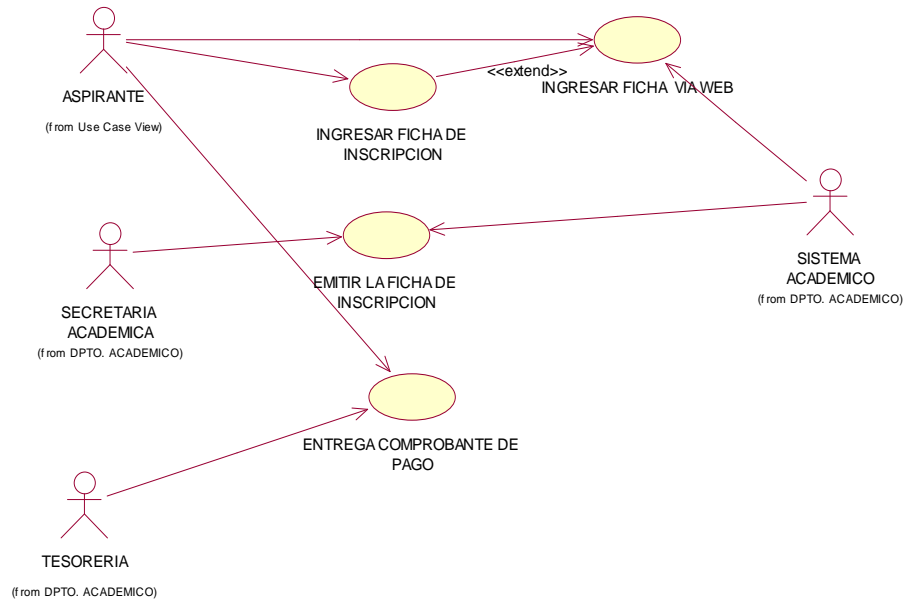 ASPIRANTE
(from Use Case View)
<<extend>>
INGRESAR FICHA VIA WEB
INGRESAR FICHA DE
INSCRIPCION
SECRETARIA
ACADEMICA
(from DPTO. ACADEMICO)
EMITIR LA FICHA DE
INSCRIPCION
SISTEMA
ACADEMICO
(from DPTO. ACADEMICO)
ENTREGA COMPROBANTE DE
PAGO
TESORERIA
(from DPTO. ACADEMICO)